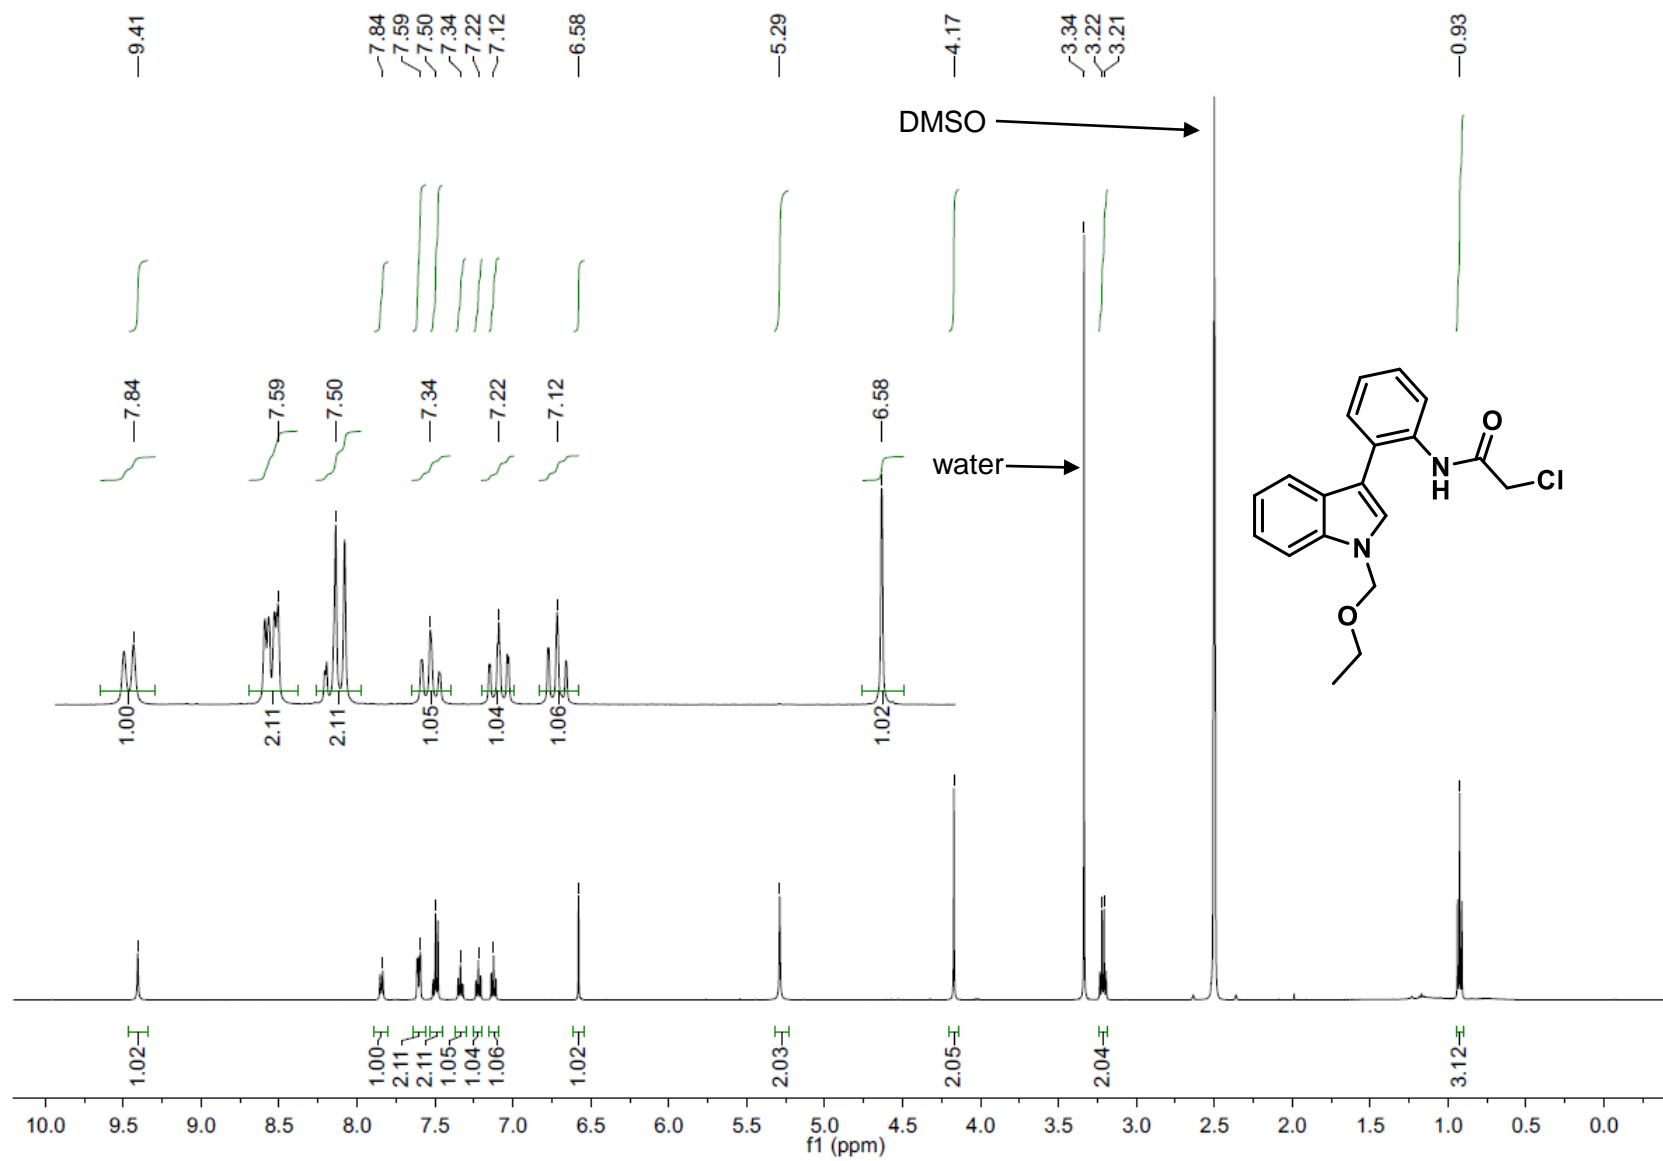 9.41 7.84 7.59 7.50 7.34 7.22 7.12 6.58 5.29 4.17 3.34 3.22 3.21 0.93
DMSO
7.84 7.59 7.50 7.34 7.22 7.12 6.58
water
O
N
H
Cl
N
O
1.00 2.11 2.11 1.05 1.04 1.06 1.02
1.02 1.00 2.11 2.11 1.05 1.04 1.06 1.02 2.03 2.05 2.04 3.12
10.0 9.5 9.0 8.5 8.0 7.5 7.0 6.5 6.0 5.5 5.0 4.5 4.0 3.5 3.0 2.5 2.0 1.5 1.0 0.5 0.0
f1 (ppm)